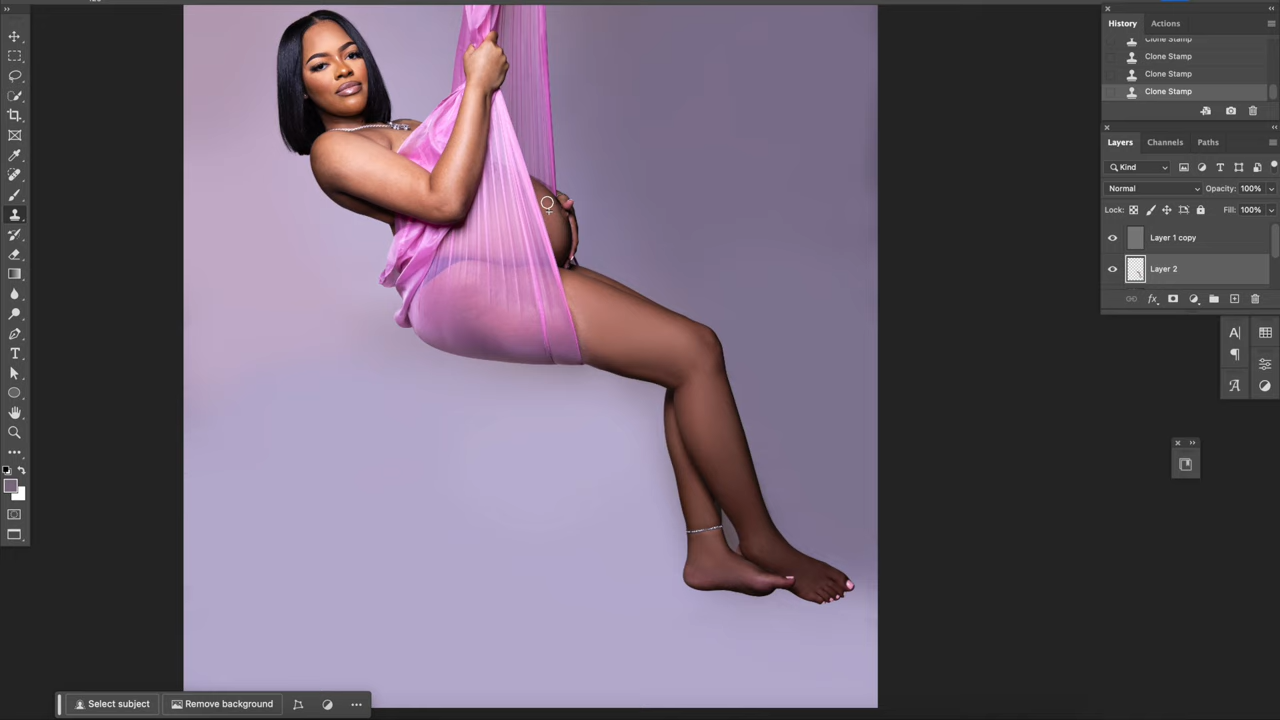 History Actions
Clone Stamp
Clone Stamp
Clone Stamp
Clone Stamp
Layers Channels Paths
Kind
Normal Opacity: 100%
Lock: Fill: 100%
Layer 1 copy
Layer 2
fx
A|
¶
A
T
Select subject Remove background